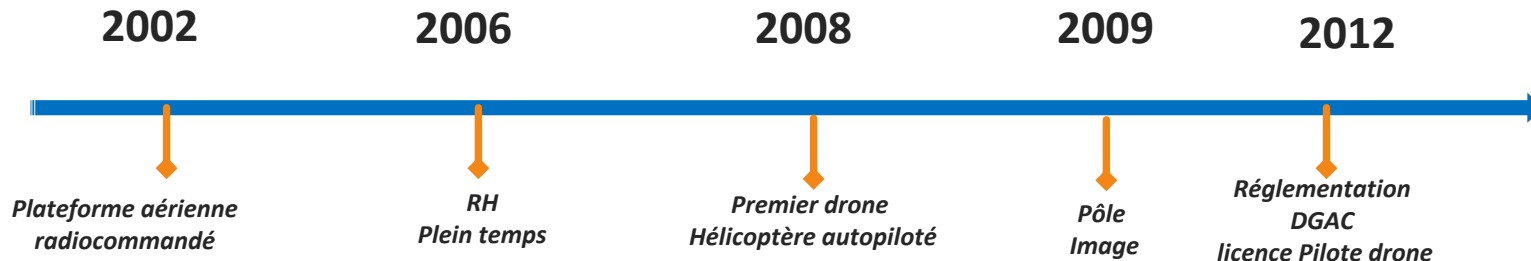 2002
2006
2008
2009
2012
Plateforme aérienne
radiocommandé
RH
Plein temps
Premier drone
Hélicoptère autopiloté
Pôle
Image
Réglementation
DGAC
licence Pilote drone